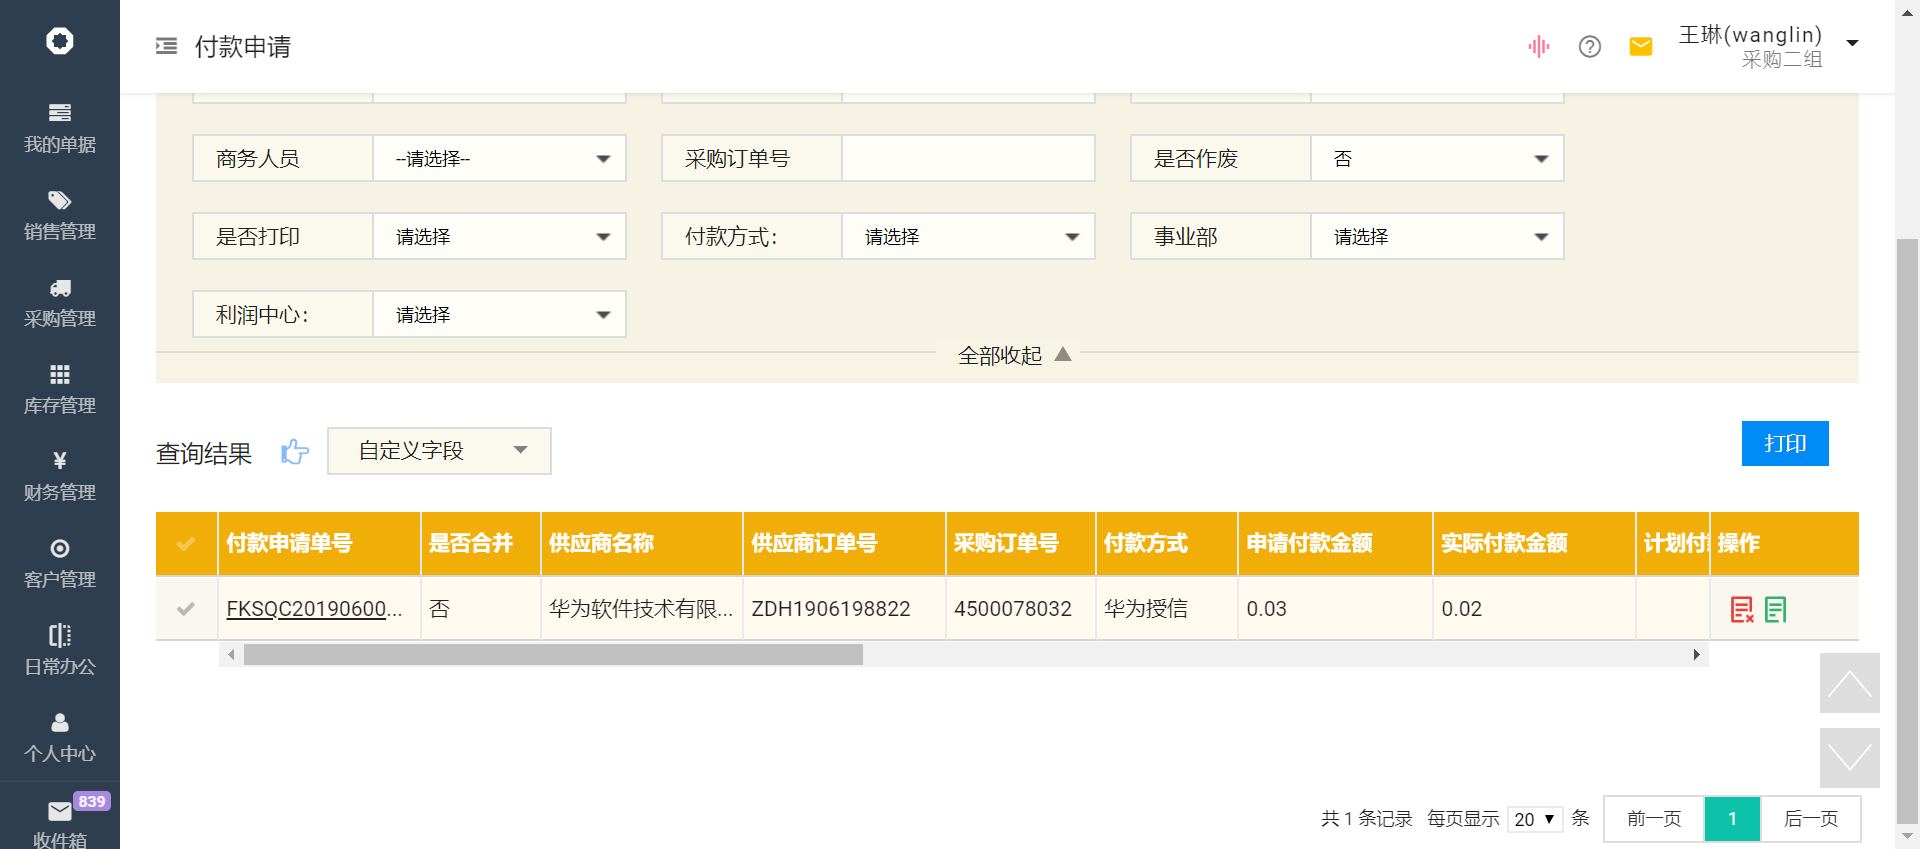 付款申请
王琳(wanglin)
采购二组
我的单据
销售管理
采购管理
库存管理
¥
财务管理
客户管理
日常办公
个人中心
839
收件箱
商务人员 --请选择-- 采购订单号 是否作废 否
是否打印 请选择 付款方式: 请选择 事业部 请选择
利润中心: 请选择
全部收起
查询结果 自定义字段 打印
付款申请单号 是否合并 供应商名称 供应商订单号 采购订单号 付款方式 申请付款金额 实际付款金额 计划付 操作
FKSQC20190600... 否 华为软件技术有限... ZDH1906198822 4500078032 华为授信 0.03 0.02
共 1 条记录 每页显示 20 条 前一页 1 后一页